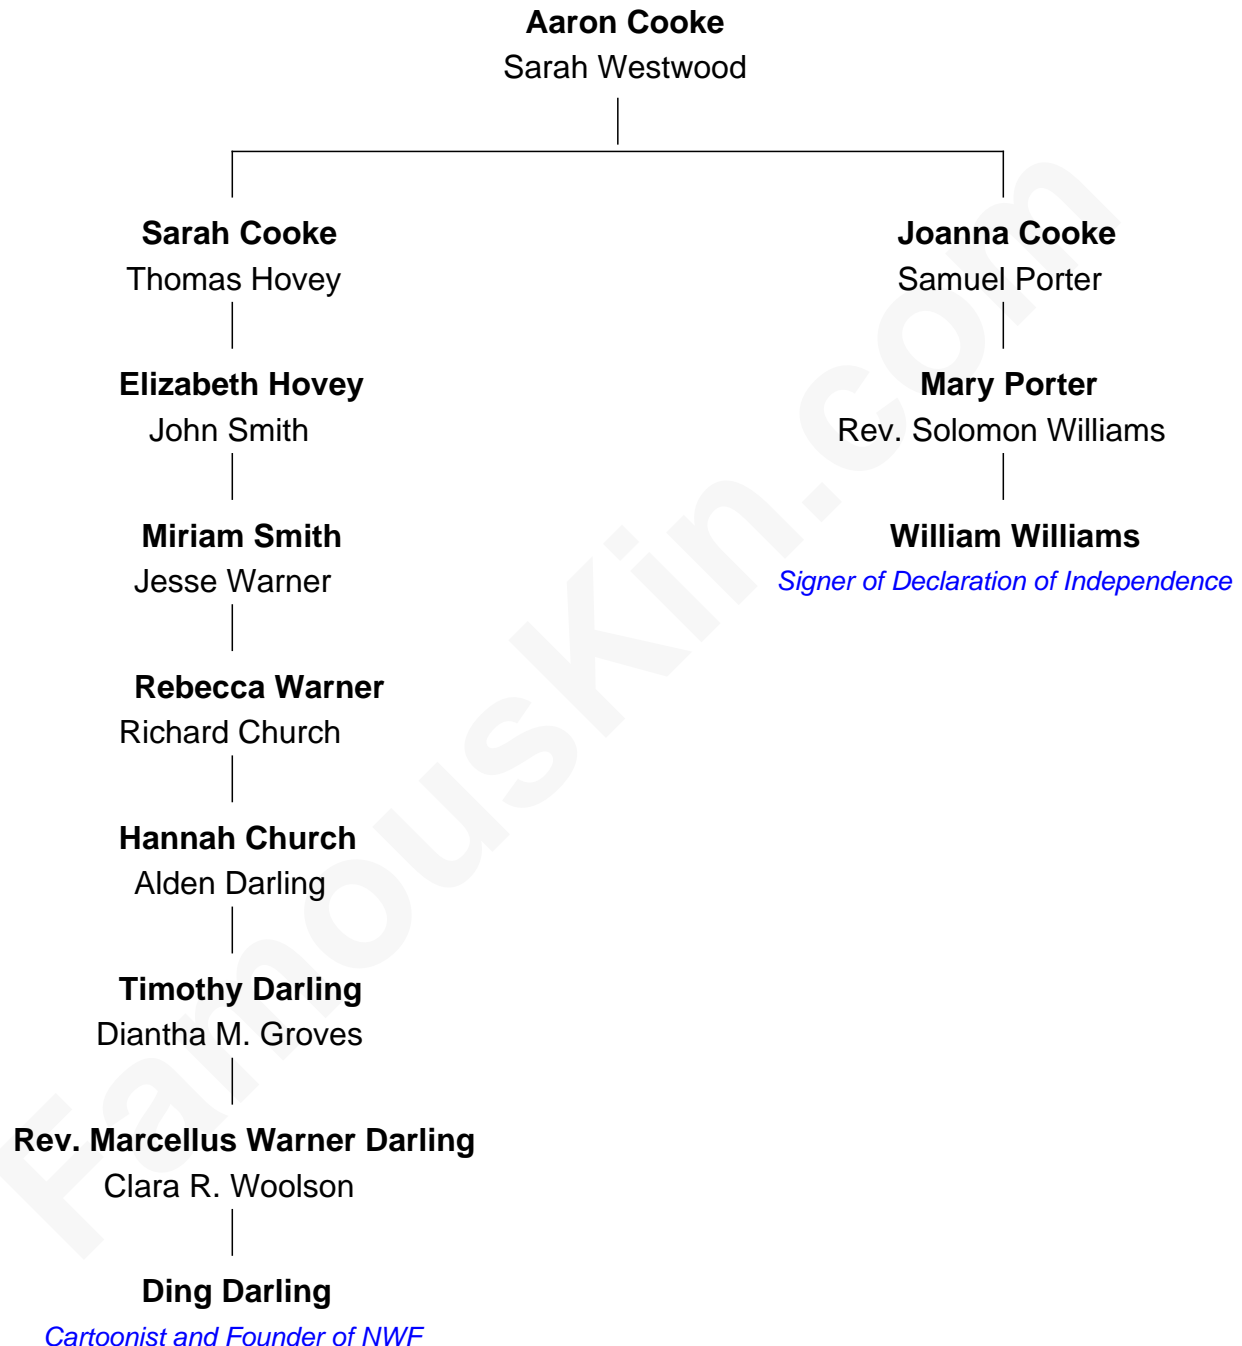 Aaron Cooke
Sarah Westwood
Sarah Cooke
Thomas Hovey
Joanna Cooke
Samuel Porter
Elizabeth Hovey
John Smith
Mary Porter
Rev. Solomon Williams
Miriam Smith
Jesse Warner
William Williams
Signer of Declaration of Independence
Rebecca Warner
Richard Church
Hannah Church
Alden Darling
Timothy Darling
Diantha M. Groves
Rev. Marcellus Warner Darling
Clara R. Woolson
Ding Darling
Cartoonist and Founder of NWF
FamousKin.com